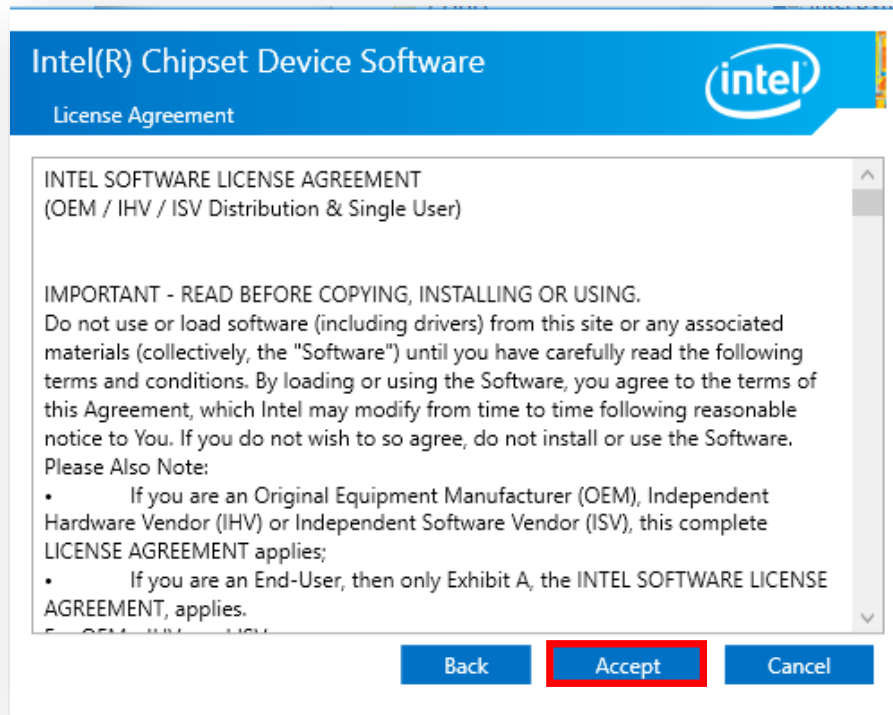 Intel(R) Chipset Device Software
intel
License Agreement
INTEL SOFTWARE LICENSE AGREEMENT
(OEM / IHV / ISV Distribution & Single User)
IMPORTANT - READ BEFORE COPYING, INSTALLING OR USING.
Do not use or load software (including drivers) from this site or any associated
materials (collectively, the "Software") until you have carefully read the following
terms and conditions. By loading or using the Software, you agree to the terms of
this Agreement, which Intel may modify from time to time following reasonable
notice to You. If you do not wish to so agree, do not install or use the Software.
Please Also Note:
• If you are an Original Equipment Manufacturer (OEM), Independent
Hardware Vendor (IHV) or Independent Software Vendor (ISV), this complete
LICENSE AGREEMENT applies;
• If you are an End-User, then only Exhibit A, the INTEL SOFTWARE LICENSE
AGREEMENT, applies.
Back Accept Cancel